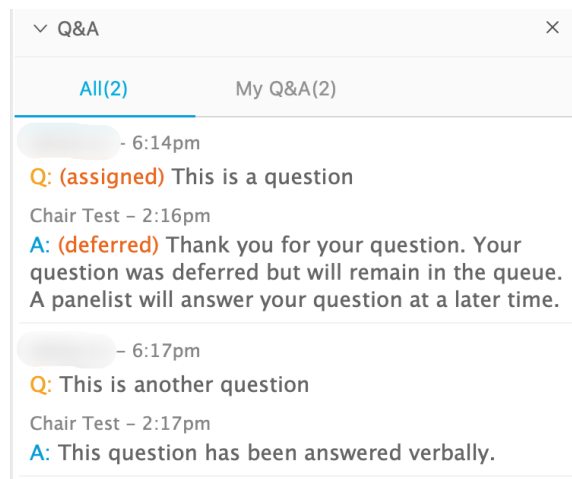 Q&A
All(2) My Q&A(2)
- 6:14pm
Q: (assigned) This is a question
Chair Test – 2:16pm
A: (deferred) Thank you for your question. Your
question was deferred but will remain in the queue.
A panelist will answer your question at a later time.
– 6:17pm
Q: This is another question
Chair Test – 2:17pm
A: This question has been answered verbally.